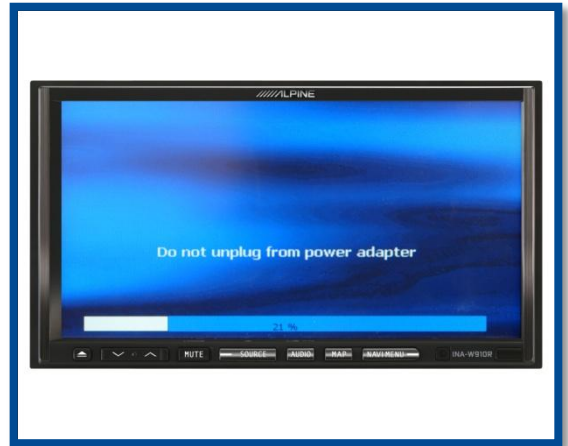 ALPINE
Do not unplug from power adapter
21 %
MUTE SOURCE AUDIO MAP NAVI MENU INA-W910R